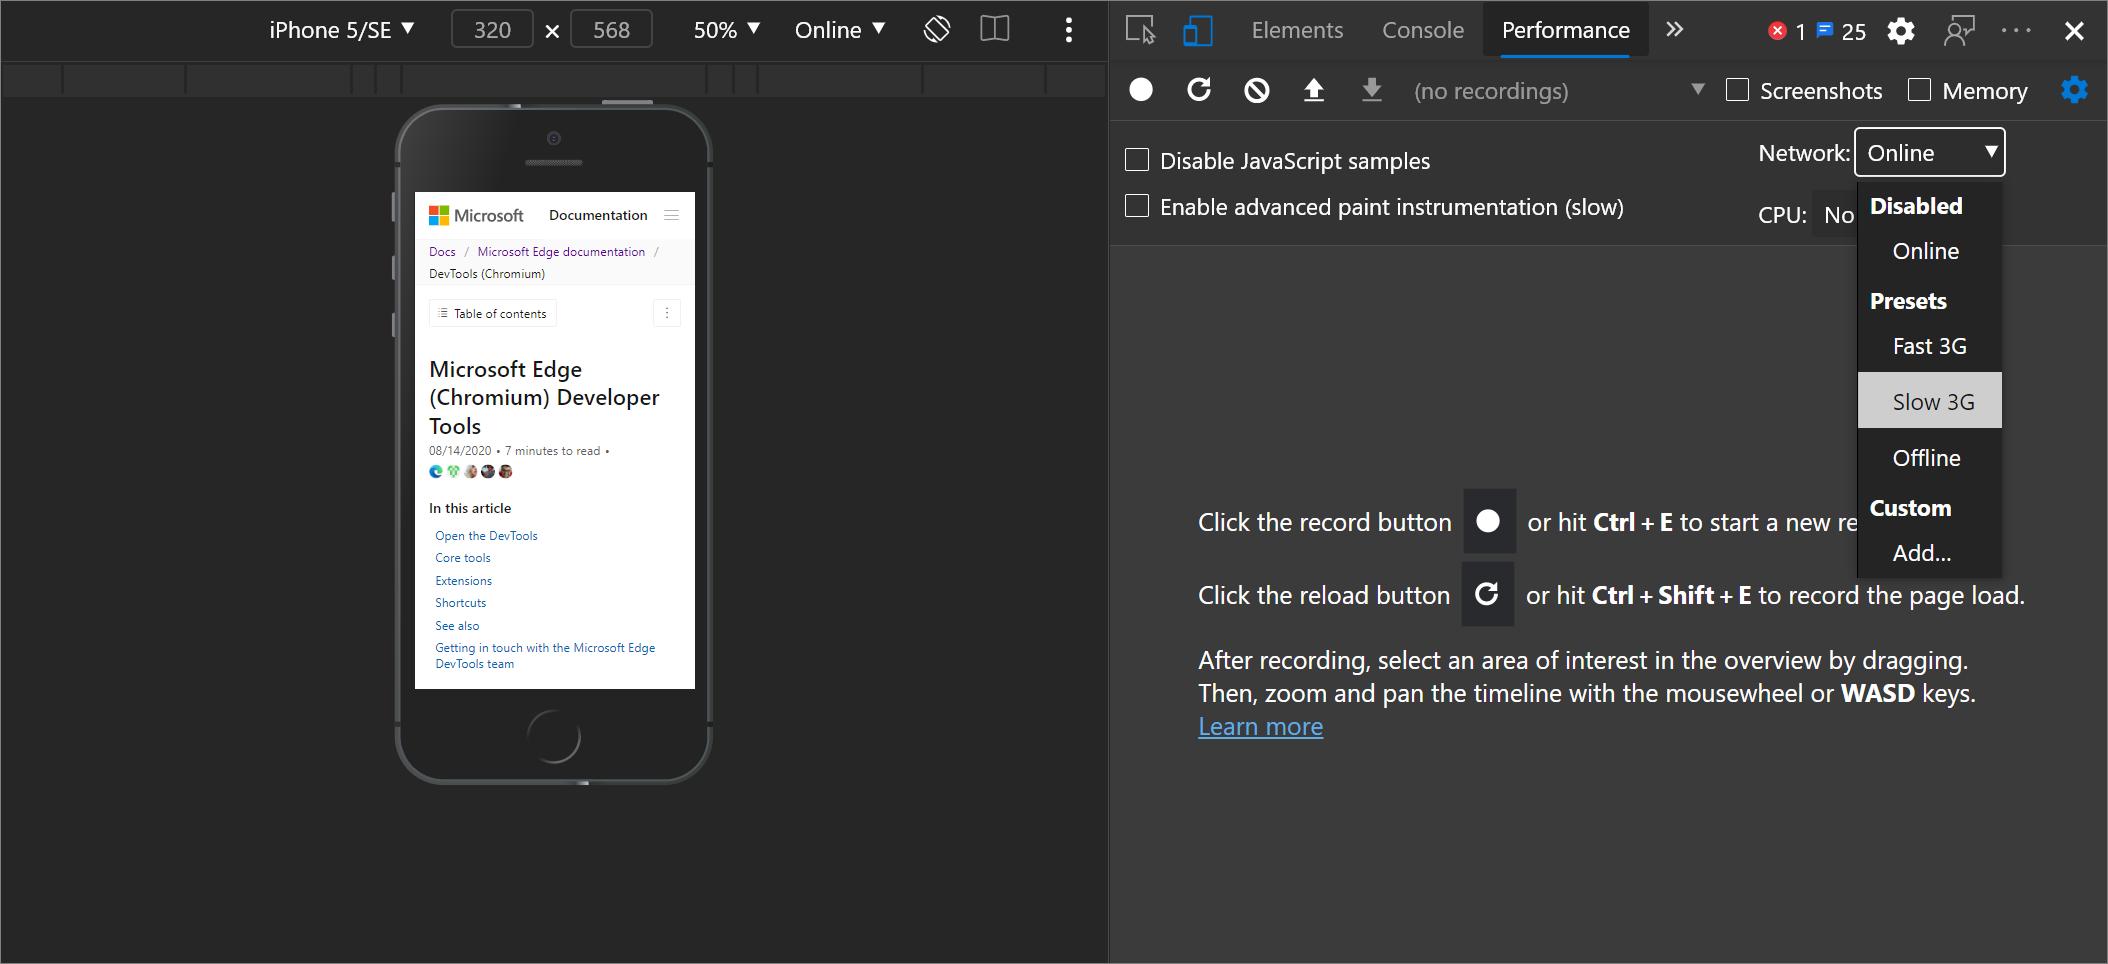 iPhone 5/SE ▼ 320 × 568 50% ▼ Online ▼
Elements Console Performance 1 25
(no recordings) Screenshots Memory
Disable JavaScript samples
Enable advanced paint instrumentation (slow)
Network: Online
CPU: No
Disabled
Online
Presets
Fast 3G
Slow 3G
Offline
Custom
Add...
Microsoft Documentation
Docs / Microsoft Edge documentation /
DevTools (Chromium)
Table of contents
Microsoft Edge
(Chromium) Developer
Tools
08/14/2020 • 7 minutes to read •
In this article
Open the DevTools
Core tools
Extensions
Shortcuts
See also
Getting in touch with the Microsoft Edge
DevTools team
Click the record button or hit Ctrl + E to start a new re
Click the reload button or hit Ctrl + Shift + E to record the page load.
After recording, select an area of interest in the overview by dragging.
Then, zoom and pan the timeline with the mousewheel or WASD keys.
Learn more